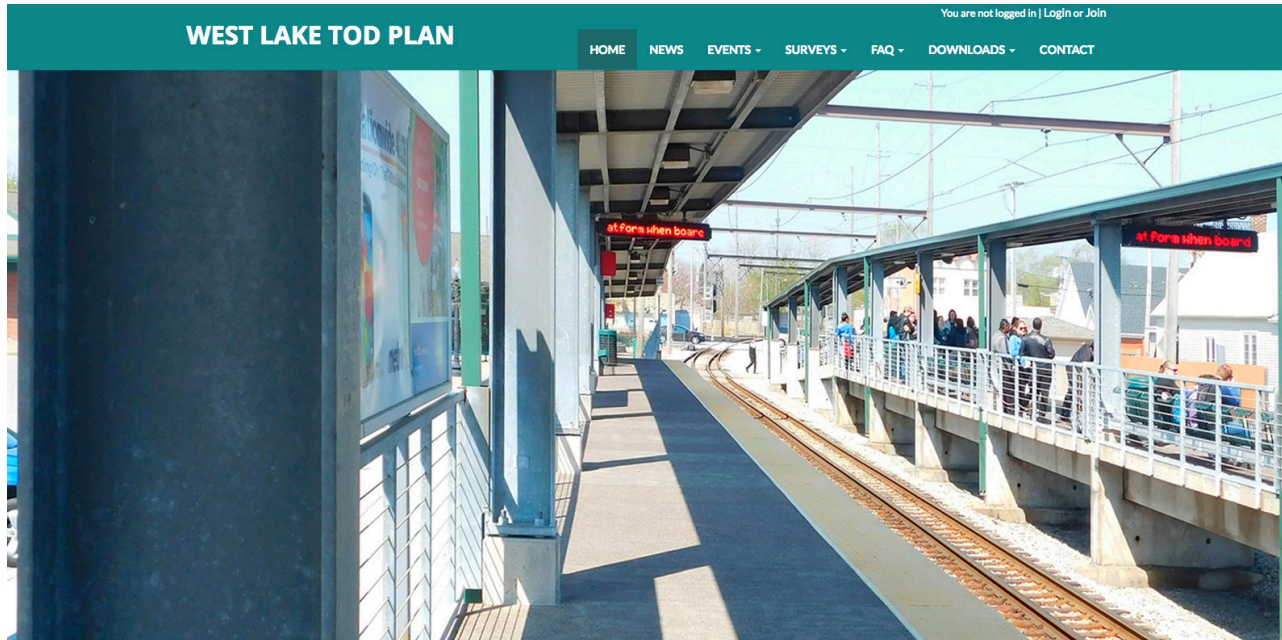 You are not logged in | Login or Join
WEST LAKE TOD PLAN
HOME NEWS EVENTS SURVEYS FAQ DOWNLOADS CONTACT
atform when board
atform when board